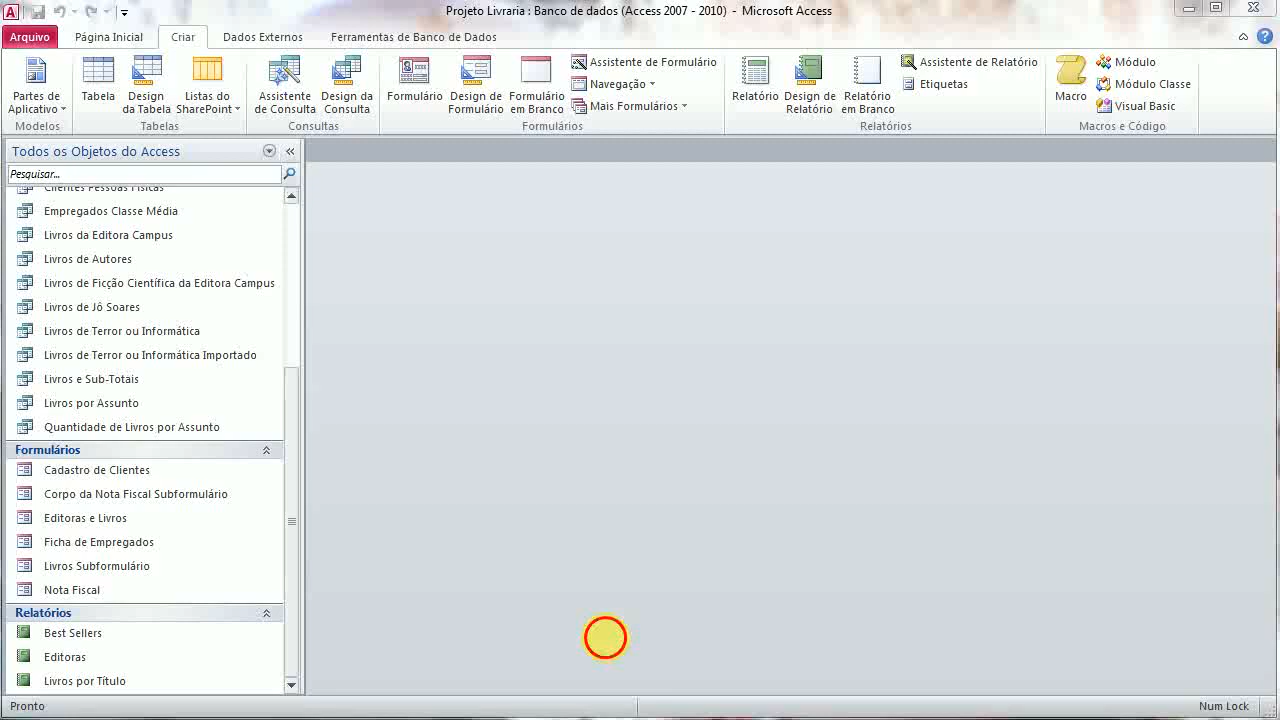 Projeto Livraria : Banco de dados (Access 2007 - 2010) - Microsoft Access
Arquivo Página Inicial Criar Dados Externos Ferramentas de Banco de Dados
Partes de Aplicativo
Modelos
Tabela
Design da Tabela
Listas do SharePoint
Tabelas
Assistente de Consulta
Design da Consulta
Consultas
Formulário
Design de Formulário
Formulário em Branco
Assistente de Formulário
Navegação
Mais Formulários
Formulários
Relatório
Design de Relatório
Relatório em Branco
Assistente de Relatório
Etiquetas
Relatórios
Macro
Módulo
Módulo Classe
Visual Basic
Macros e Código
Todos os Objetos do Access
Pesquisar...
Clientes Pessoas Físicas
Empregados Classe Média
Livros da Editora Campus
Livros de Autores
Livros de Ficção Científica da Editora Campus
Livros de Jô Soares
Livros de Terror ou Informática
Livros de Terror ou Informática Importado
Livros e Sub-Totais
Livros por Assunto
Quantidade de Livros por Assunto
Formulários
Cadastro de Clientes
Corpo da Nota Fiscal Subformulário
Editoras e Livros
Ficha de Empregados
Livros Subformulário
Nota Fiscal
Relatórios
Best Sellers
Editoras
Livros por Título
Pronto
Num Lock